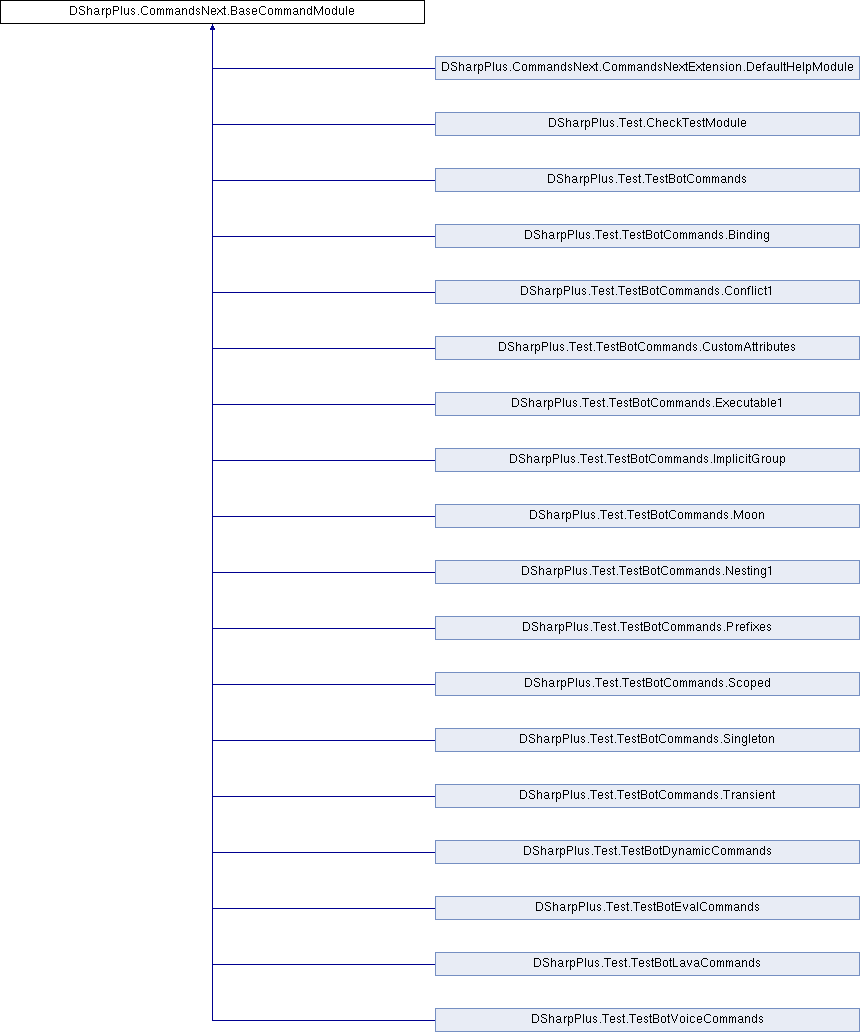 DSharpPlus.CommandsNext.BaseCommandModule
DSharpPlus.CommandsNext.CommandsNextExtension.DefaultHelpModule
DSharpPlus.Test.CheckTestModule
DSharpPlus.Test.TestBotCommands
DSharpPlus.Test.TestBotCommands.Binding
DSharpPlus.Test.TestBotCommands.Conflict1
DSharpPlus.Test.TestBotCommands.CustomAttributes
DSharpPlus.Test.TestBotCommands.Executable1
DSharpPlus.Test.TestBotCommands.ImplicitGroup
DSharpPlus.Test.TestBotCommands.Moon
DSharpPlus.Test.TestBotCommands.Nesting1
DSharpPlus.Test.TestBotCommands.Prefixes
DSharpPlus.Test.TestBotCommands.Scoped
DSharpPlus.Test.TestBotCommands.Singleton
DSharpPlus.Test.TestBotCommands.Transient
DSharpPlus.Test.TestBotDynamicCommands
DSharpPlus.Test.TestBotEvalCommands
DSharpPlus.Test.TestBotLavaCommands
DSharpPlus.Test.TestBotVoiceCommands